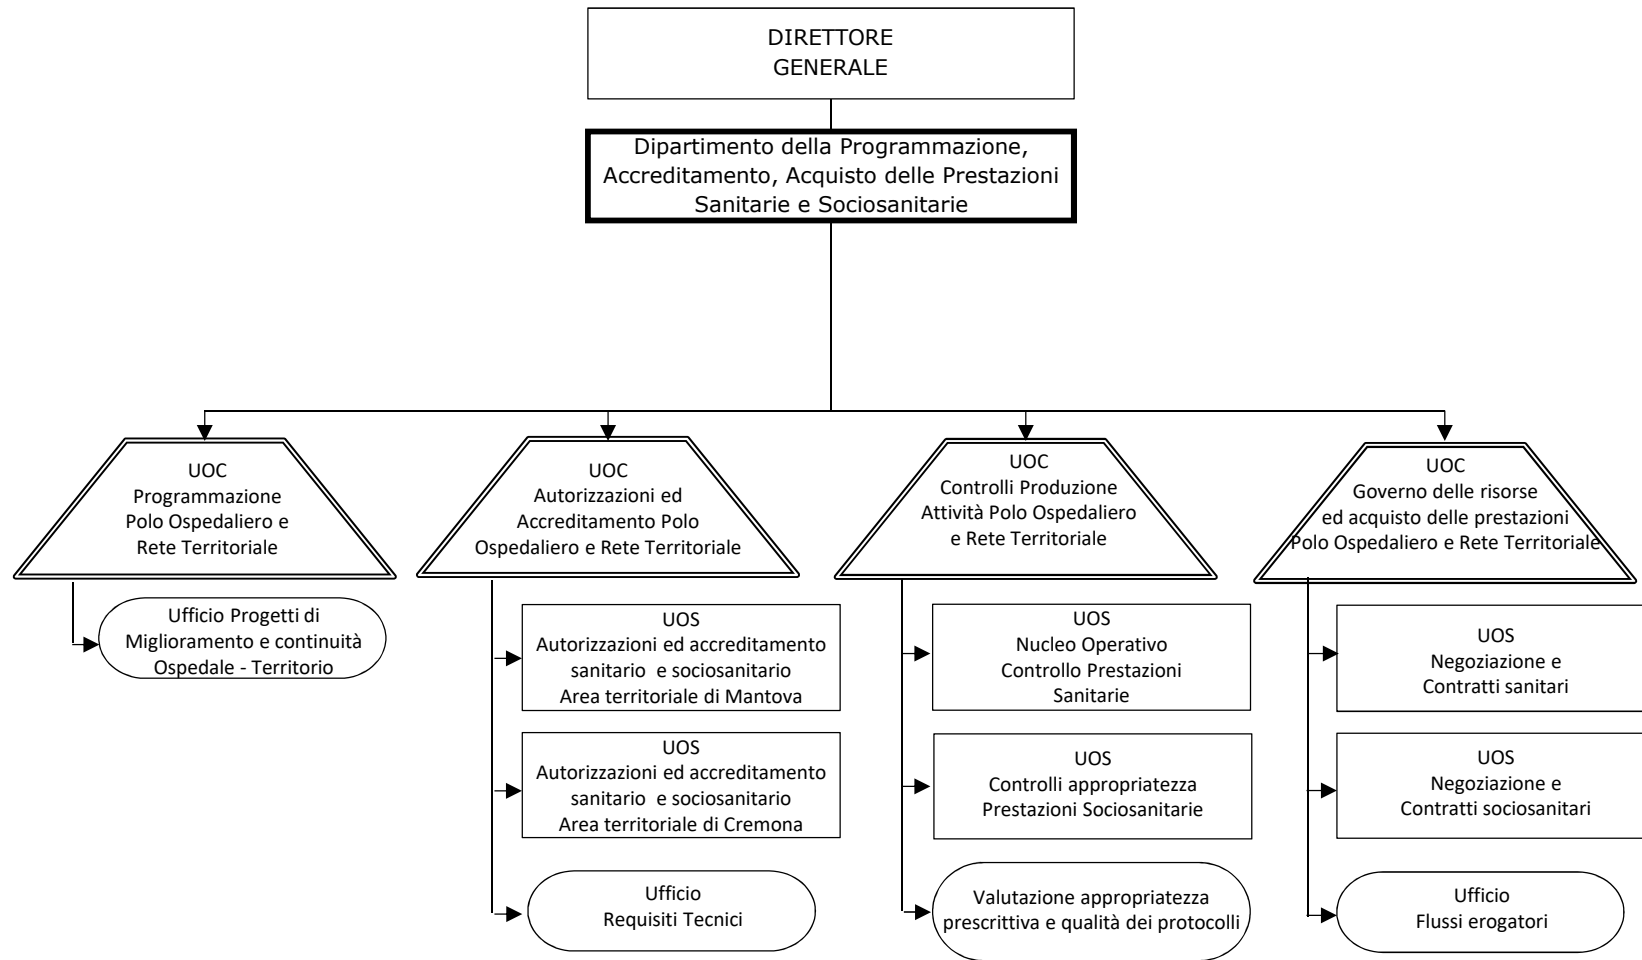 DIRETTORE
GENERALE
Dipartimento della Programmazione,
Accreditamento, Acquisto delle Prestazioni
Sanitarie e Sociosanitarie
UOC
Programmazione
Polo Ospedaliero e
Rete Territoriale
Ufficio Progetti di
Miglioramento e continuità
Ospedale - Territorio
UOC
Autorizzazioni ed
Accreditamento Polo
Ospedaliero e Rete Territoriale
UOS
Autorizzazioni ed accreditamento
sanitario e sociosanitario
Area territoriale di Mantova
UOS
Autorizzazioni ed accreditamento
sanitario e sociosanitario
Area territoriale di Cremona
Ufficio
Requisiti Tecnici
UOC
Controlli Produzione
Attività Polo Ospedaliero
e Rete Territoriale
UOS
Nucleo Operativo
Controllo Prestazioni
Sanitarie
UOS
Controlli appropriatezza
Prestazioni Sociosanitarie
Valutazione appropriatezza
prescrittiva e qualità dei protocolli
UOC
Governo delle risorse
ed acquisto delle prestazioni
Polo Ospedaliero e Rete Territoriale
UOS
Negoziazione e
Contratti sanitari
UOS
Negoziazione e
Contratti sociosanitari
Ufficio
Flussi erogatori